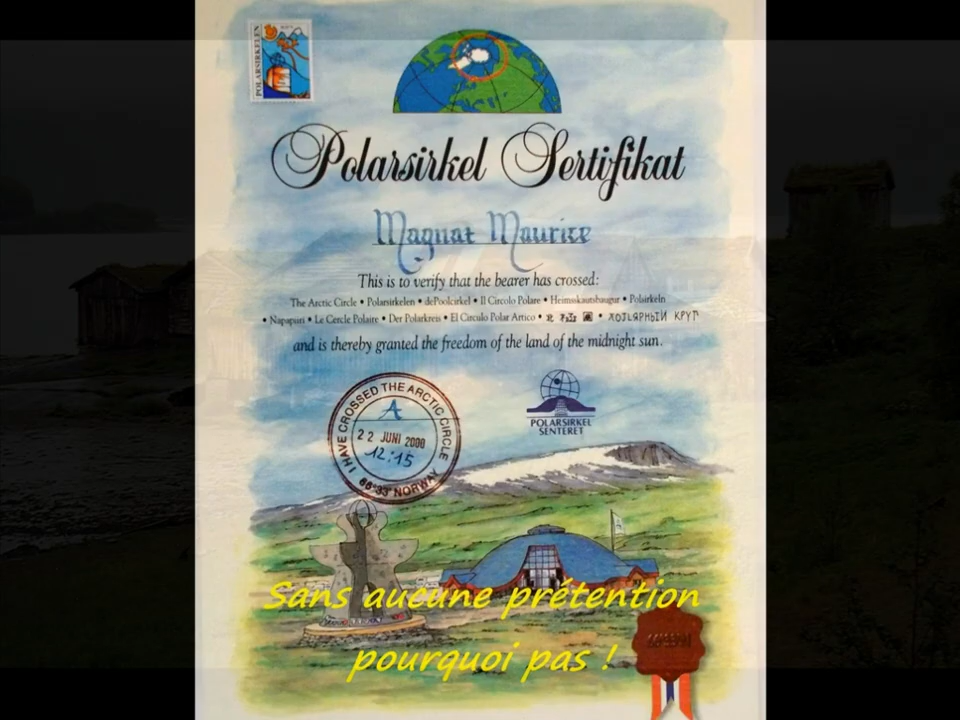 POLARSIRKELEN
Polarsirkel Sertifikat
Magnat Maurice
This is to verify that the bearer has crossed:
The Arctic Circle • Polarsirkelen • dePoolcirkel • Il Circolo Polare • Heimskautsbaugur • Polsirkeln
• Napapiiri • Le Cercle Polaire • Der Polarkreis • El Circulo Polar Artico • • КРУГ
and is thereby granted the freedom of the land of the midnight sun.
I HAVE CROSSED THE ARCTIC CIRCLE
22 JUNI 2000
12:15
66°33' NORWAY
POLARSIRKEL
SENTERET
Sans aucune prétention
pourquoi pas !